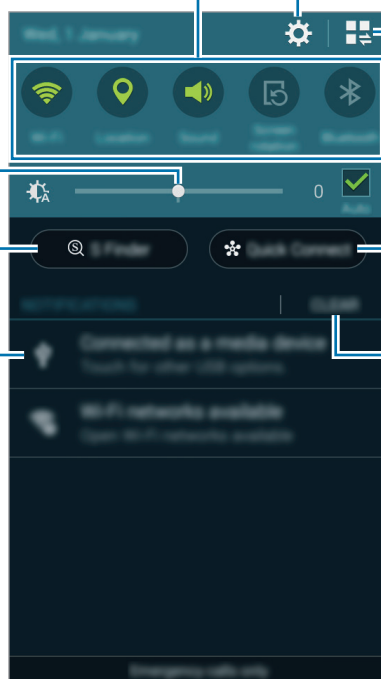 Wed, 1 January
Wi-Fi Location Sound Screen rotation Bluetooth
0
Auto
S Finder Quick Connect
NOTIFICATIONS CLEAR
Connected as a media device
Touch for other USB options.
Wi-Fi networks available
Open Wi-Fi networks available
Emergency calls only